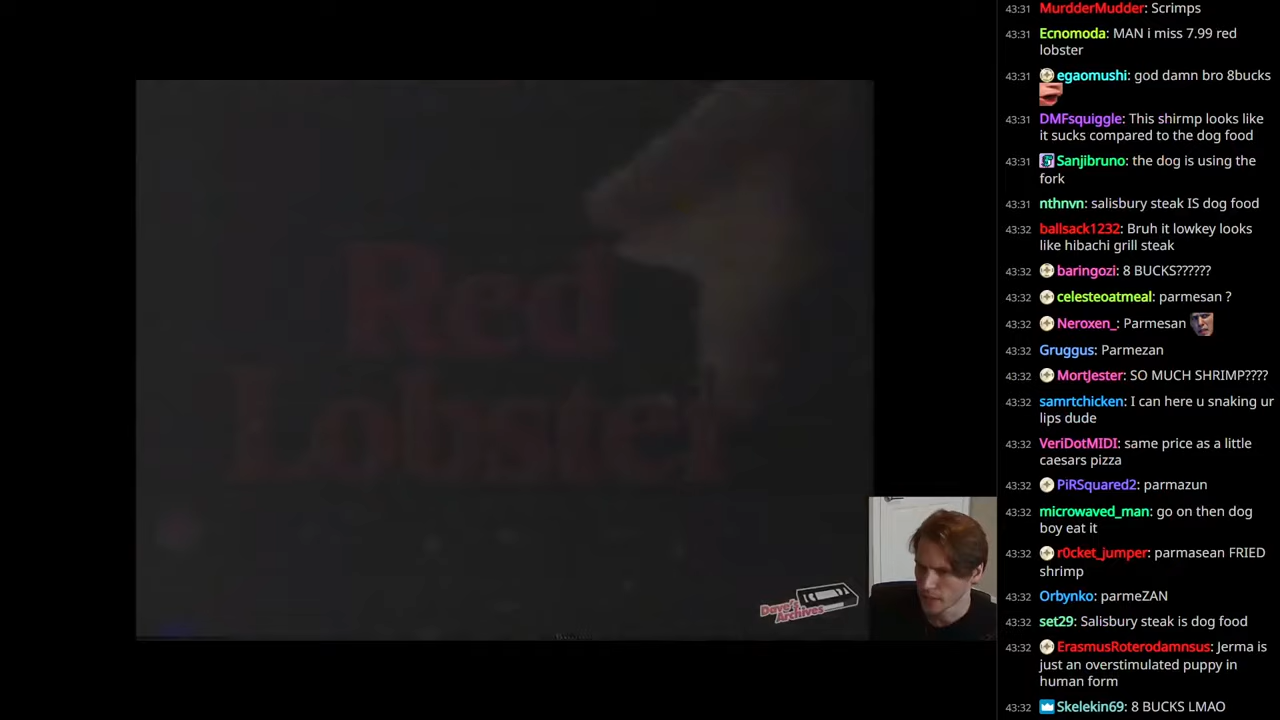 Red
Lobster
Dave's
Archives
43:31 MurdderMudder: Scrimps
43:31 Ecnomoda: MAN i miss 7.99 red
lobster
43:31 egaomushi: god damn bro 8bucks
43:31 DMFsquiggle: This shirmp looks like
it sucks compared to the dog food
43:31 Sanjibruno: the dog is using the
fork
43:31 nthnvn: salisbury steak IS dog food
43:32 ballsack1232: Bruh it lowkey looks
like hibachi grill steak
43:32 baringozi: 8 BUCKS??????
43:32 celesteoatmeal: parmesan ?
43:32 Neroxen_: Parmesan
43:32 Gruggus: Parmezan
43:32 MortJester: SO MUCH SHRIMP????
43:32 samrtchicken: I can here u snaking ur
lips dude
43:32 VeriDotMIDI: same price as a little
caesars pizza
43:32 PiRSquared2: parmazun
43:32 microwaved_man: go on then dog
boy eat it
43:32 r0cket_jumper: parmasean FRIED
shrimp
43:32 Orbynko: parmeZAN
43:32 set29: Salisbury steak is dog food
43:32 ErasmusRoterodamnsus: Jerma is
just an overstimulated puppy in
human form
43:32 Skelekin69: 8 BUCKS LMAO